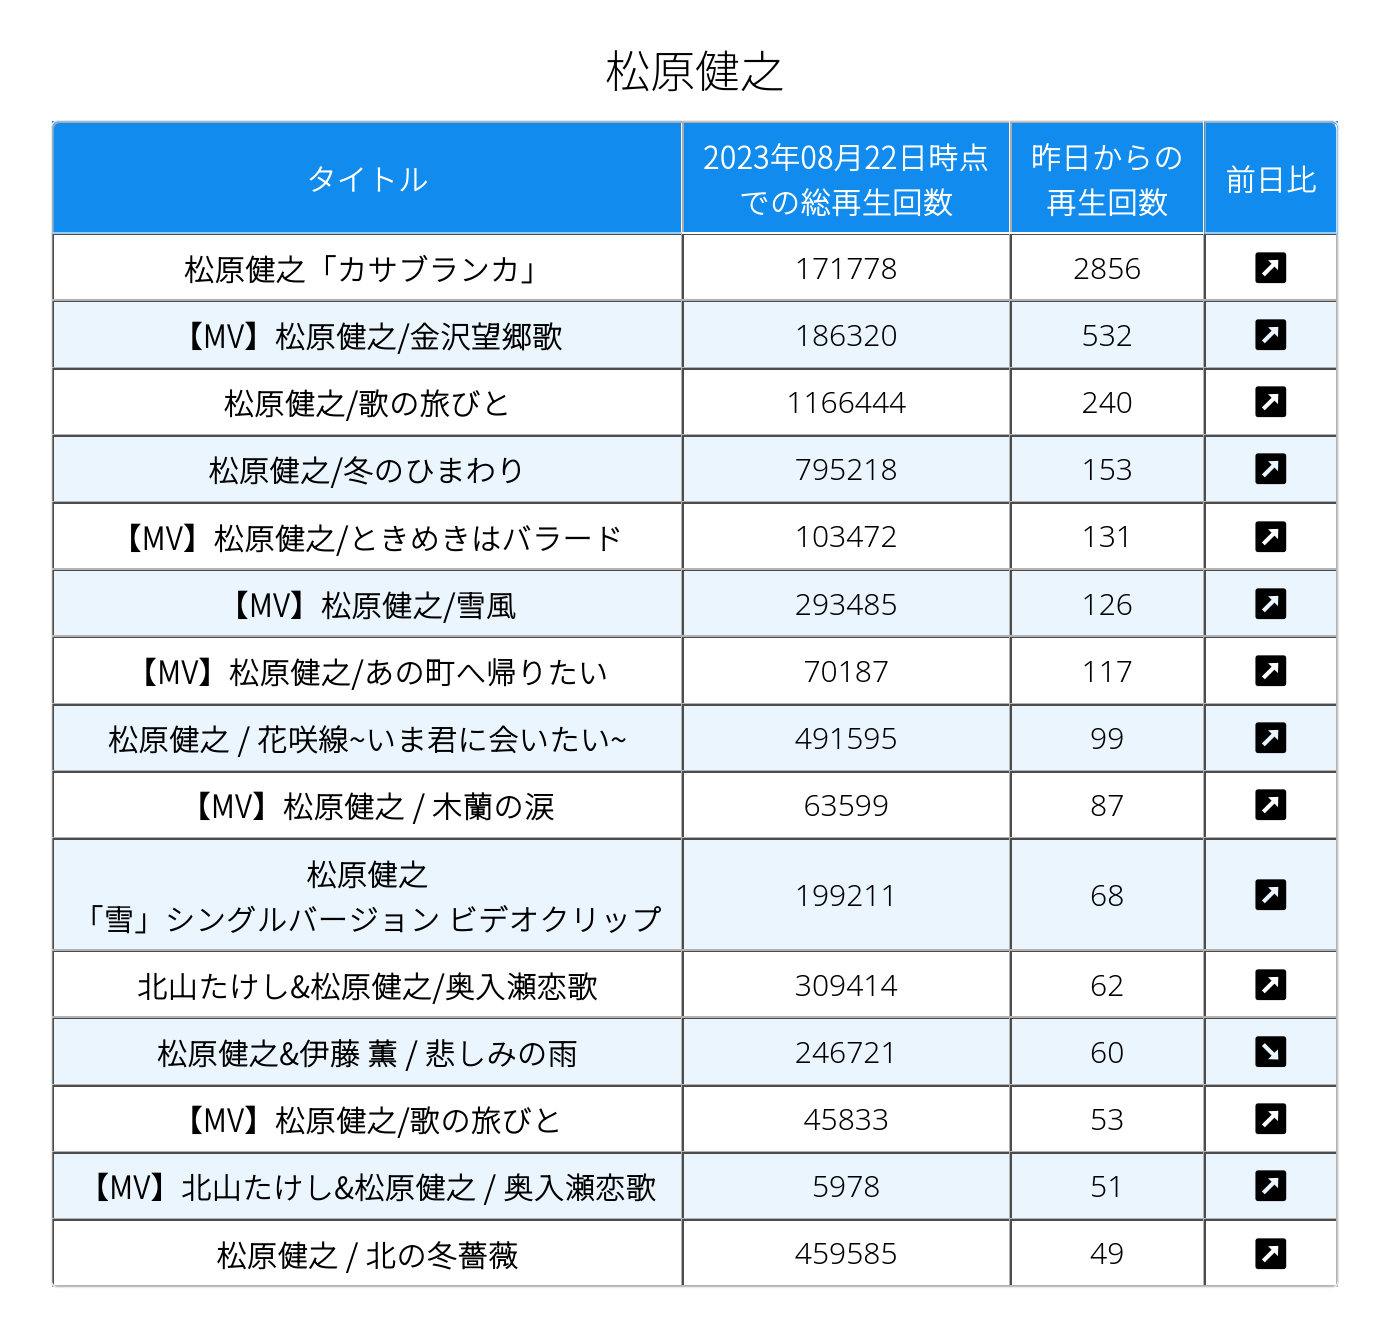 松原健之
タイトル
2023年08月22日時点
での総再生回数
昨日からの
再生回数
前日比
松原健之「カサブランカ」 171778 2856
【MV】松原健之/金沢望郷歌 186320 532
松原健之/歌の旅びと 1166444 240
松原健之/冬のひまわり 795218 153
【MV】松原健之/ときめきはバラード 103472 131
【MV】松原健之/雪風 293485 126
【MV】松原健之/あの町へ帰りたい 70187 117
松原健之 / 花咲線~いま君に会いたい~ 491595 99
【MV】松原健之 / 木蘭の涙 63599 87
松原健之
「雪」シングルバージョン ビデオクリップ 199211 68
北山たけし&松原健之/奥入瀬恋歌 309414 62
松原健之&伊藤 薫 / 悲しみの雨 246721 60
【MV】松原健之/歌の旅びと 45833 53
【MV】北山たけし&松原健之 / 奥入瀬恋歌 5978 51
松原健之 / 北の冬薔薇 459585 49